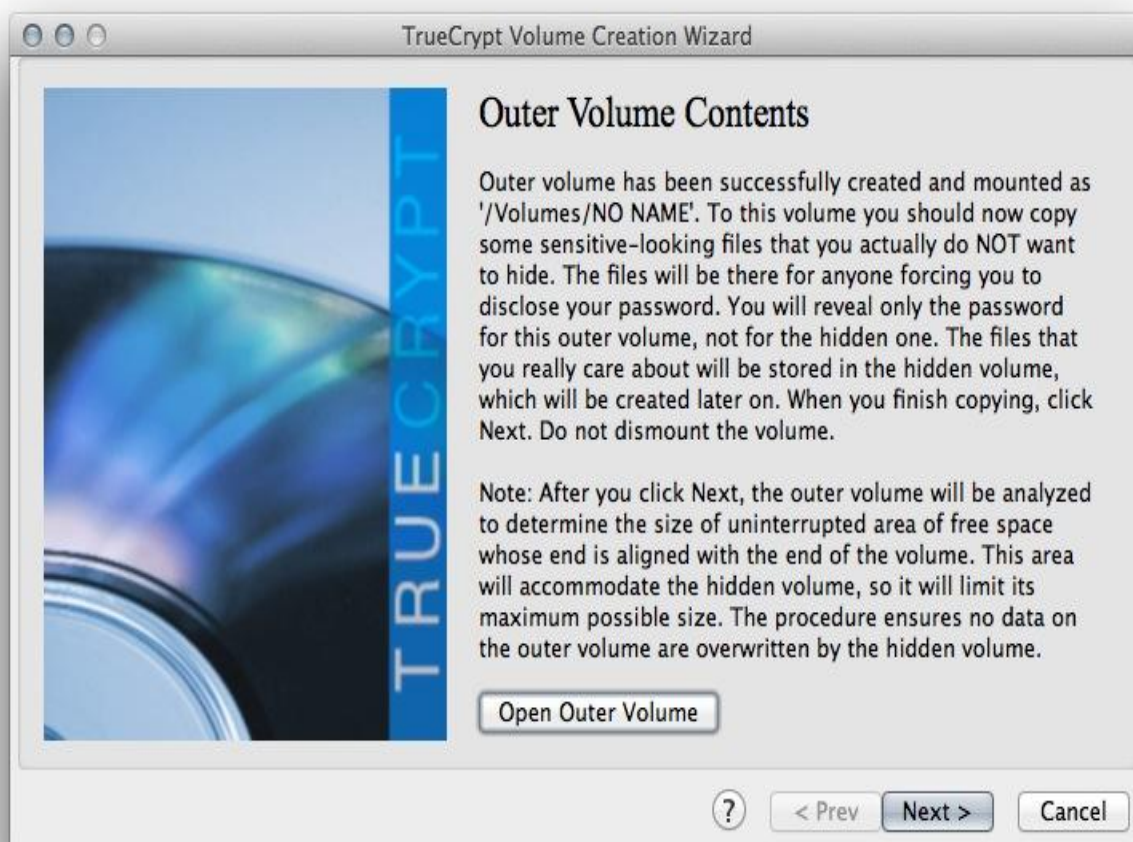 TrueCrypt Volume Creation Wizard
TRUECRYPT
Outer Volume Contents
Outer volume has been successfully created and mounted as
'/Volumes/NO NAME'. To this volume you should now copy
some sensitive-looking files that you actually do NOT want
to hide. The files will be there for anyone forcing you to
disclose your password. You will reveal only the password
for this outer volume, not for the hidden one. The files that
you really care about will be stored in the hidden volume,
which will be created later on. When you finish copying, click
Next. Do not dismount the volume.
Note: After you click Next, the outer volume will be analyzed
to determine the size of uninterrupted area of free space
whose end is aligned with the end of the volume. This area
will accommodate the hidden volume, so it will limit its
maximum possible size. The procedure ensures no data on
the outer volume are overwritten by the hidden volume.
Open Outer Volume
? < Prev Next > Cancel